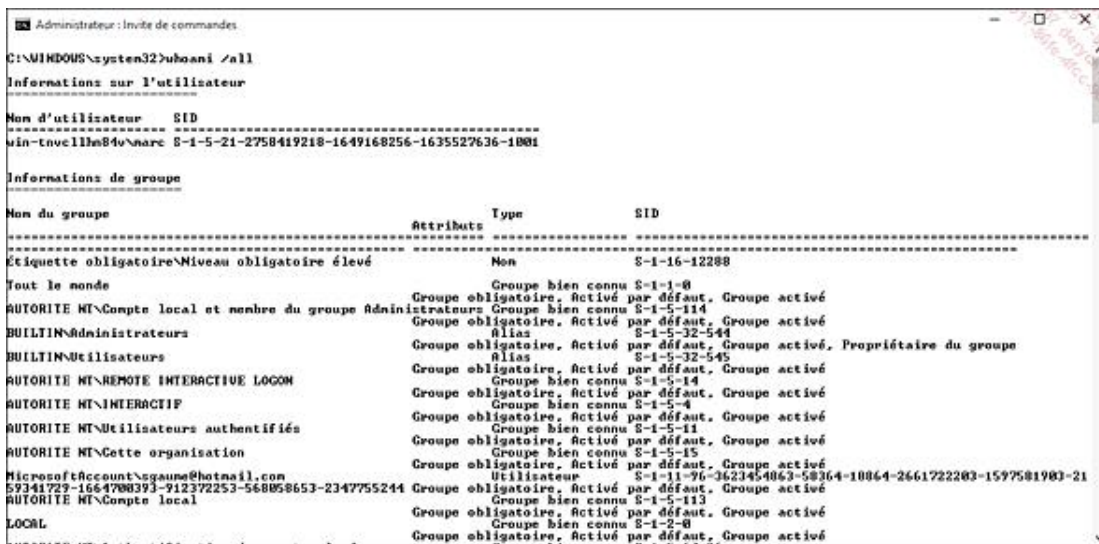 Administrateur : Invite de commandes
C:\WINDOWS\system32>whoami /all
Informations sur l'utilisateur
Nom d'utilisateur SID
win-tnvcllhm84v\marc S-1-5-21-2758419218-1649168256-1635527636-1001
Informations de groupe
Nom du groupe Type SID
Attributs
Étiquette obligatoire\Niveau obligatoire élevé Nom S-1-16-12288
Tout le monde Groupe bien connu S-1-1-0
Groupe obligatoire, Activé par défaut, Groupe activé
AUTORITE NT\Compte local et membre du groupe Administrateurs Groupe bien connu S-1-5-114
Groupe obligatoire, Activé par défaut, Groupe activé
BUILTIN\Administrateurs Alias S-1-5-32-544
Groupe obligatoire, Activé par défaut, Groupe activé, Propriétaire du groupe
BUILTIN\Utilisateurs Alias S-1-5-32-545
Groupe obligatoire, Activé par défaut, Groupe activé
AUTORITE NT\REMOTE INTERACTIVE LOGON Groupe bien connu S-1-5-14
Groupe obligatoire, Activé par défaut, Groupe activé
AUTORITE NT\INTERACTIF Groupe bien connu S-1-5-4
Groupe obligatoire, Activé par défaut, Groupe activé
AUTORITE NT\Utilisateurs authentifiés Groupe bien connu S-1-5-11
Groupe obligatoire, Activé par défaut, Groupe activé
AUTORITE NT\Cette organisation Groupe bien connu S-1-5-15
Groupe obligatoire, Activé par défaut, Groupe activé
MicrosoftAccount\sgaume@hotmail.com Utilisateur S-1-11-96-3623454863-58364-18864-2661722203-1597581903-21
59341729-1664700393-912372253-568058653-2347755244 Groupe obligatoire, Activé par défaut, Groupe activé
AUTORITE NT\Compte local Groupe bien connu S-1-5-113
Groupe obligatoire, Activé par défaut, Groupe activé
LOCAL Groupe bien connu S-1-2-0
Groupe obligatoire, Activé par défaut, Groupe activé